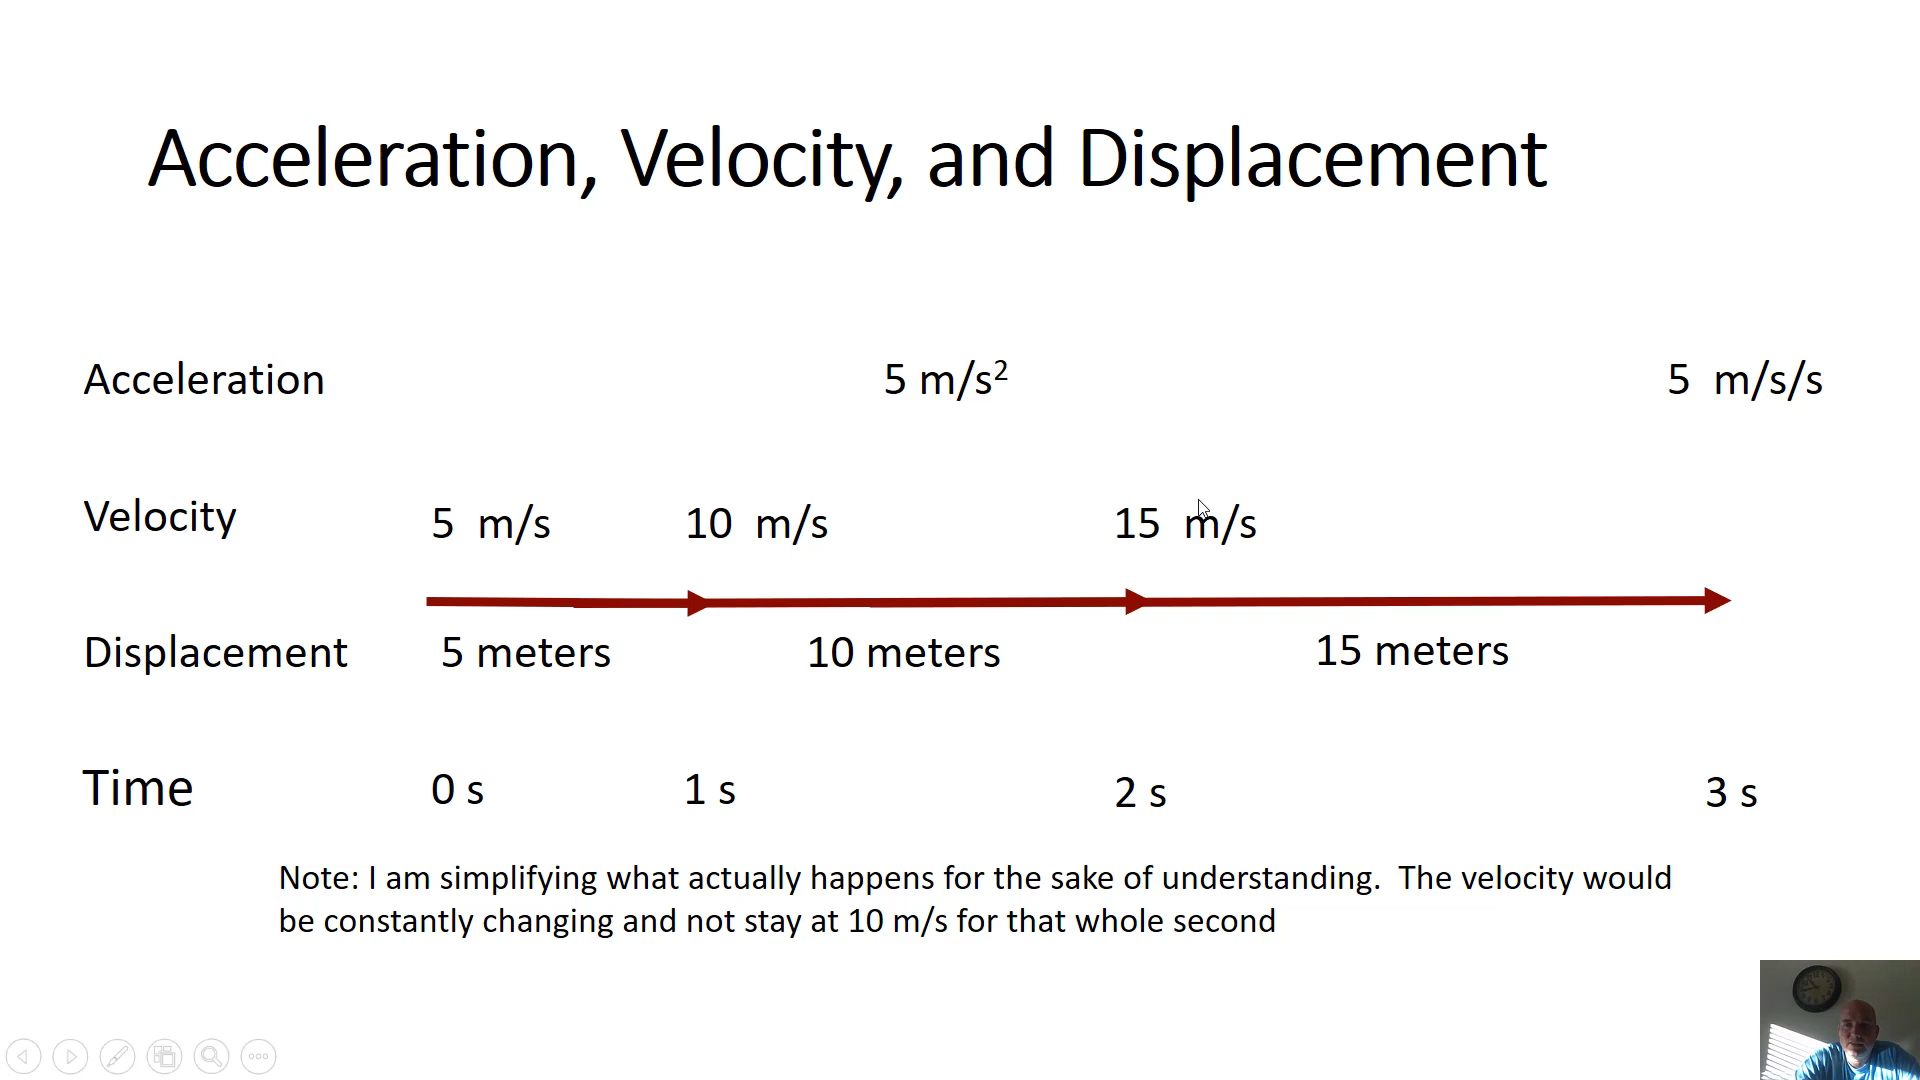 Acceleration, Velocity, and Displacement
Acceleration 5 m/s² 5 m/s/s
Velocity 5 m/s 10 m/s 15 m/s
Displacement 5 meters 10 meters 15 meters
Time 0 s 1 s 2 s 3 s
Note: I am simplifying what actually happens for the sake of understanding. The velocity would
be constantly changing and not stay at 10 m/s for that whole second